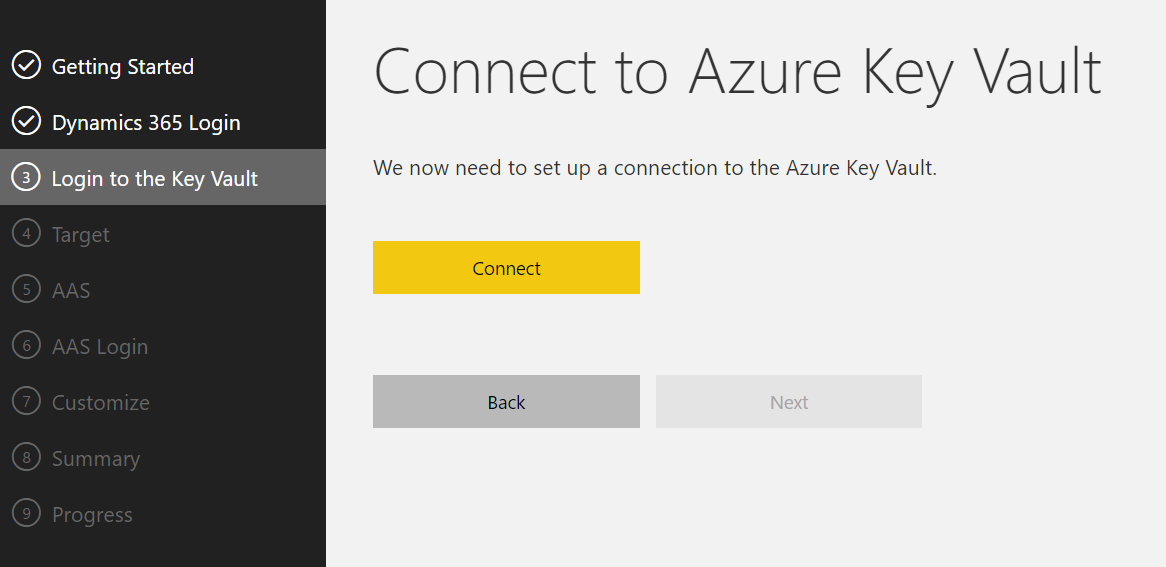 Getting Started
Dynamics 365 Login
3 Login to the Key Vault
4 Target
5 AAS
6 AAS Login
7 Customize
8 Summary
9 Progress
Connect to Azure Key Vault
We now need to set up a connection to the Azure Key Vault.
Connect
Back
Next